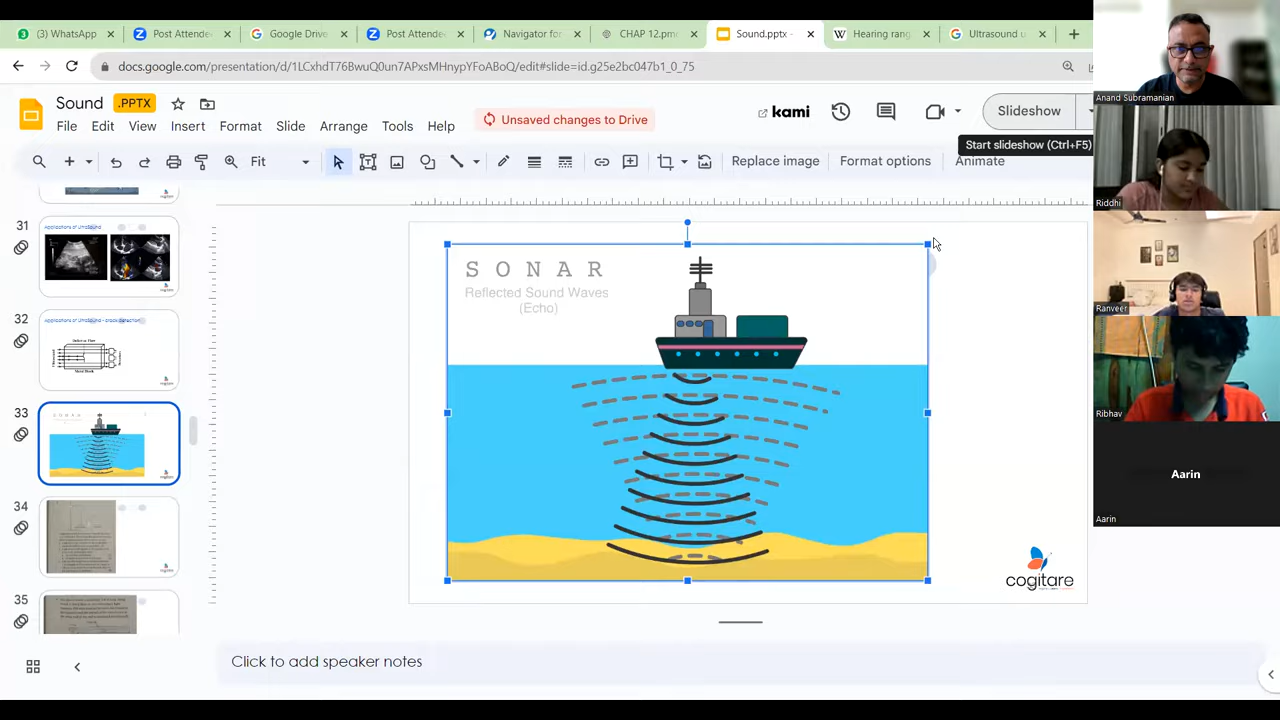 (3) WhatsApp
Post Attende
Google Drive
Post Attende
Navigator for
CHAP 12.pm
Sound.pptx -
Hearing rang
Ultrasound u
docs.google.com/presentation/d/1LCxhdT76BwuQ0un7APxsMHnyph
/edit#slide=id.g25e2bc047b1_0_75
Sound .PPTX
File Edit View Insert Format Slide Arrange Tools Help
Unsaved changes to Drive
kami
Slideshow
Start slideshow (Ctrl+F5)
Fit
Replace image
Format options
Animate
31
32
33
34
35
SONAR
Sound Waves
(Echo)
cogitare
Click to add speaker notes
Anand Subramanian
Riddhi
Ranveer
Ribhav
Aarin
Aarin